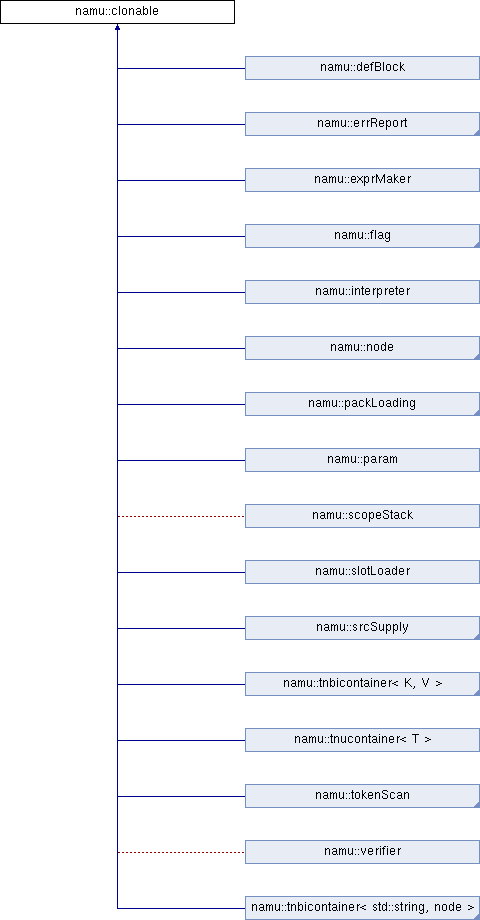 namu::clonable
namu::defBlock
namu::errReport
namu::exprMaker
namu::flag
namu::interpreter
namu::node
namu::packLoading
namu::param
namu::scopeStack
namu::slotLoader
namu::srcSupply
namu::tnbicontainer< K, V >
namu::tnucontainer< T >
namu::tokenScan
namu::verifier
namu::tnbicontainer< std::string, node >